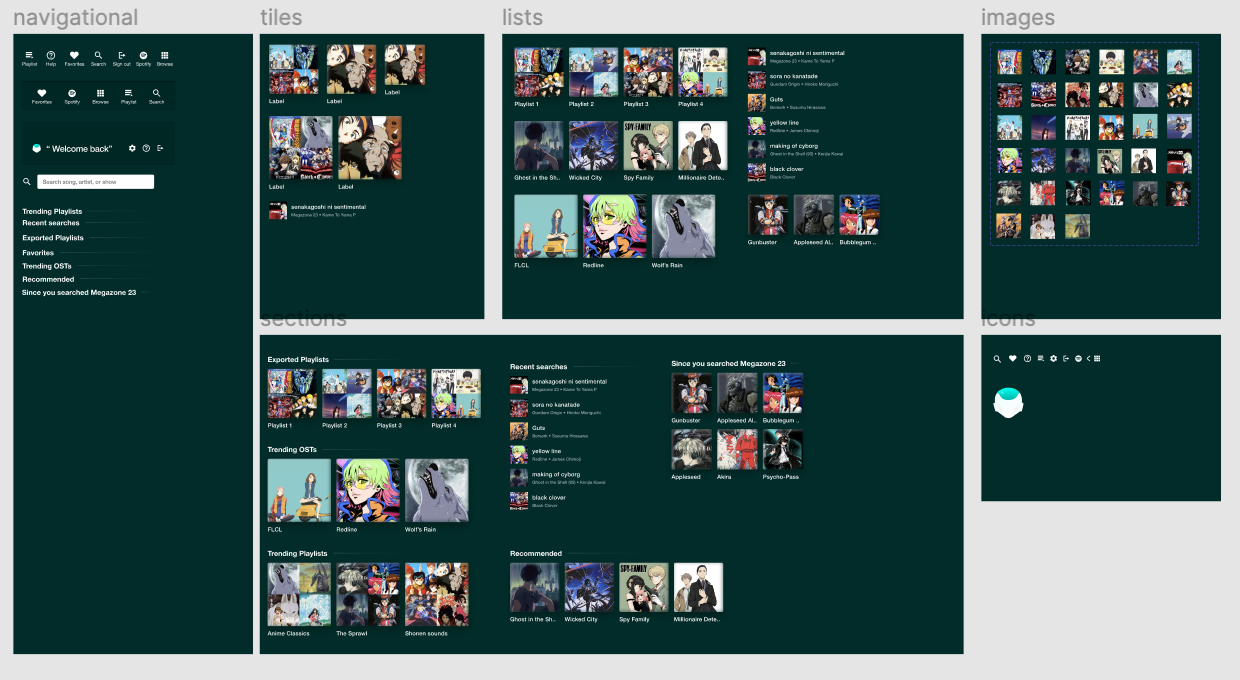 navigational
Playlist Help Favorites Search Sign out Spotify Browse
Favorites Spotify Browse Playlist Search
“ Welcome back”
Search song, artist, or show
Trending Playlists
Recent searches
Exported Playlists
Favorites
Trending OSTs
Recommended
Since you searched Megazone 23
tiles
Label Label Label
Label Label
senakagoshi ni sentimental
Megazone 23 • Kamo To Yama P
lists
Playlist 1 Playlist 2 Playlist 3 Playlist 4
Ghost in the Sh.. Wicked City Spy Family Millionaire Dete..
SPY×FAMILY
FLCL Redline Wolf's Rain
senakagoshi ni sentimental
Megazone 23 • Kamo To Yama P
sora no kanatade
Gundam Origin • Hiroko Moriguchi
Guts
Berserk • Susumu Hirasawa
yellow line
Redline • James Chimoji
making of cyborg
Ghost in the Shell (95) • Kenjia Kawai
black clover
Black Clover
Gunbuster Appleseed Al.. Bubblegum ..
images
sections
Exported Playlists
Playlist 1 Playlist 2 Playlist 3 Playlist 4
Trending OSTs
FLCL Redline Wolf's Rain
Trending Playlists
Anime Classics The Sprawl Shonen sounds
Recent searches
senakagoshi ni sentimental
Megazone 23 • Kamo To Yama P
sora no kanatade
Gundam Origin • Hiroko Moriguchi
Guts
Berserk • Susumu Hirasawa
yellow line
Redline • James Chimoji
making of cyborg
Ghost in the Shell (95) • Kenjia Kawai
black clover
Black Clover
Recommended
SPY×FAMILY
Ghost in the Sh.. Wicked City Spy Family Millionaire Dete..
Since you searched Megazone 23
Gunbuster Appleseed Al.. Bubblegum ..
Appleseed Akira Psycho-Pass
icons